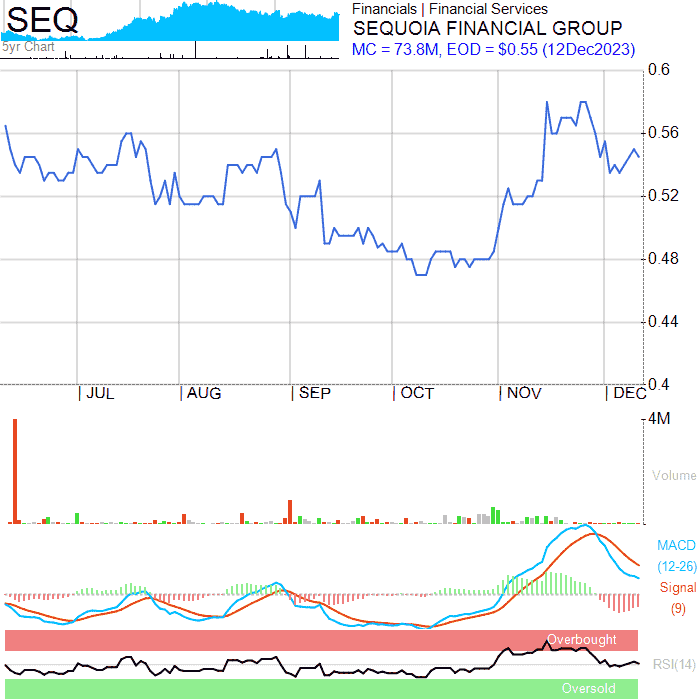 SEQ
5yr Chart
Financials | Financial Services
SEQUOIA FINANCIAL GROUP
MC = 73.8M, EOD = $0.55 (12Dec2023)
0.6
0.56
0.52
0.48
0.44
0.4
| JUL | AUG | SEP | OCT | NOV | DEC
4M
Volume
MACD
(12-26)
Signal
(9)
Overbought
RSI(14)
Oversold